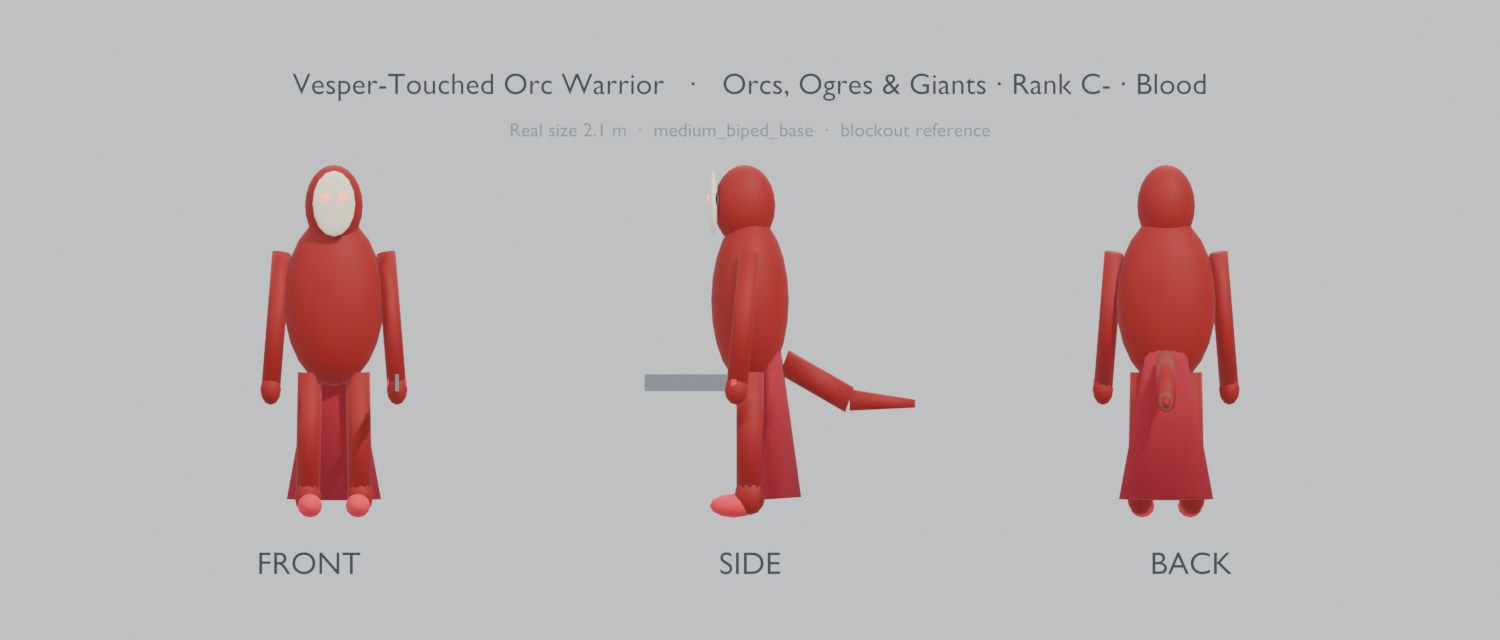 Vesper-Touched Orc Warrior · Orcs, Ogres & Giants · Rank C- · Blood
Real size 2.1 m · medium_biped_base · blockout reference
FRONT SIDE BACK